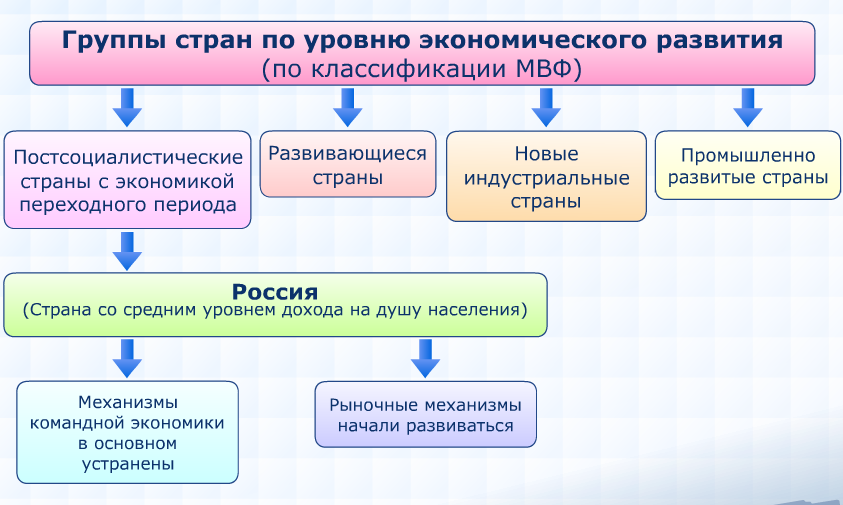 Группы стран по уровню экономического развития
(по классификации МВФ)
Постсоциалистические
страны с экономикой
переходного периода
Развивающиеся
страны
Новые
индустриальные
страны
Промышленно
развитые страны
Россия
(Страна со средним уровнем дохода на душу населения)
Механизмы
командной экономики
в основном
устранены
Рыночные механизмы
начали развиваться